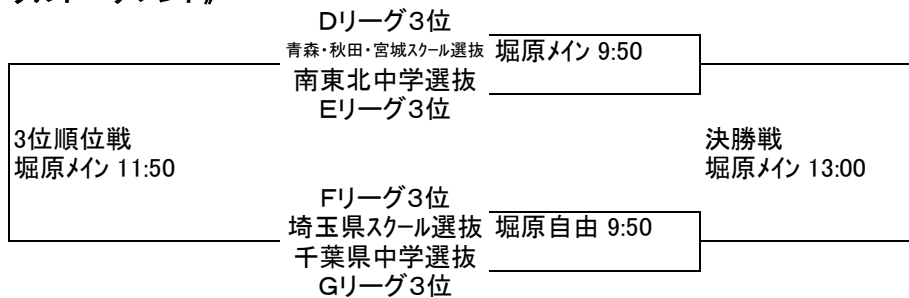 Dリーグ3位
青森・秋田・宮城スクール選抜 堀原メイン 9:50
南東北中学選抜
Eリーグ3位
3位順位戦
堀原メイン 11:50
決勝戦
堀原メイン 13:00
Fリーグ3位
埼玉県スクール選抜 堀原自由 9:50
千葉県中学選抜
Gリーグ3位